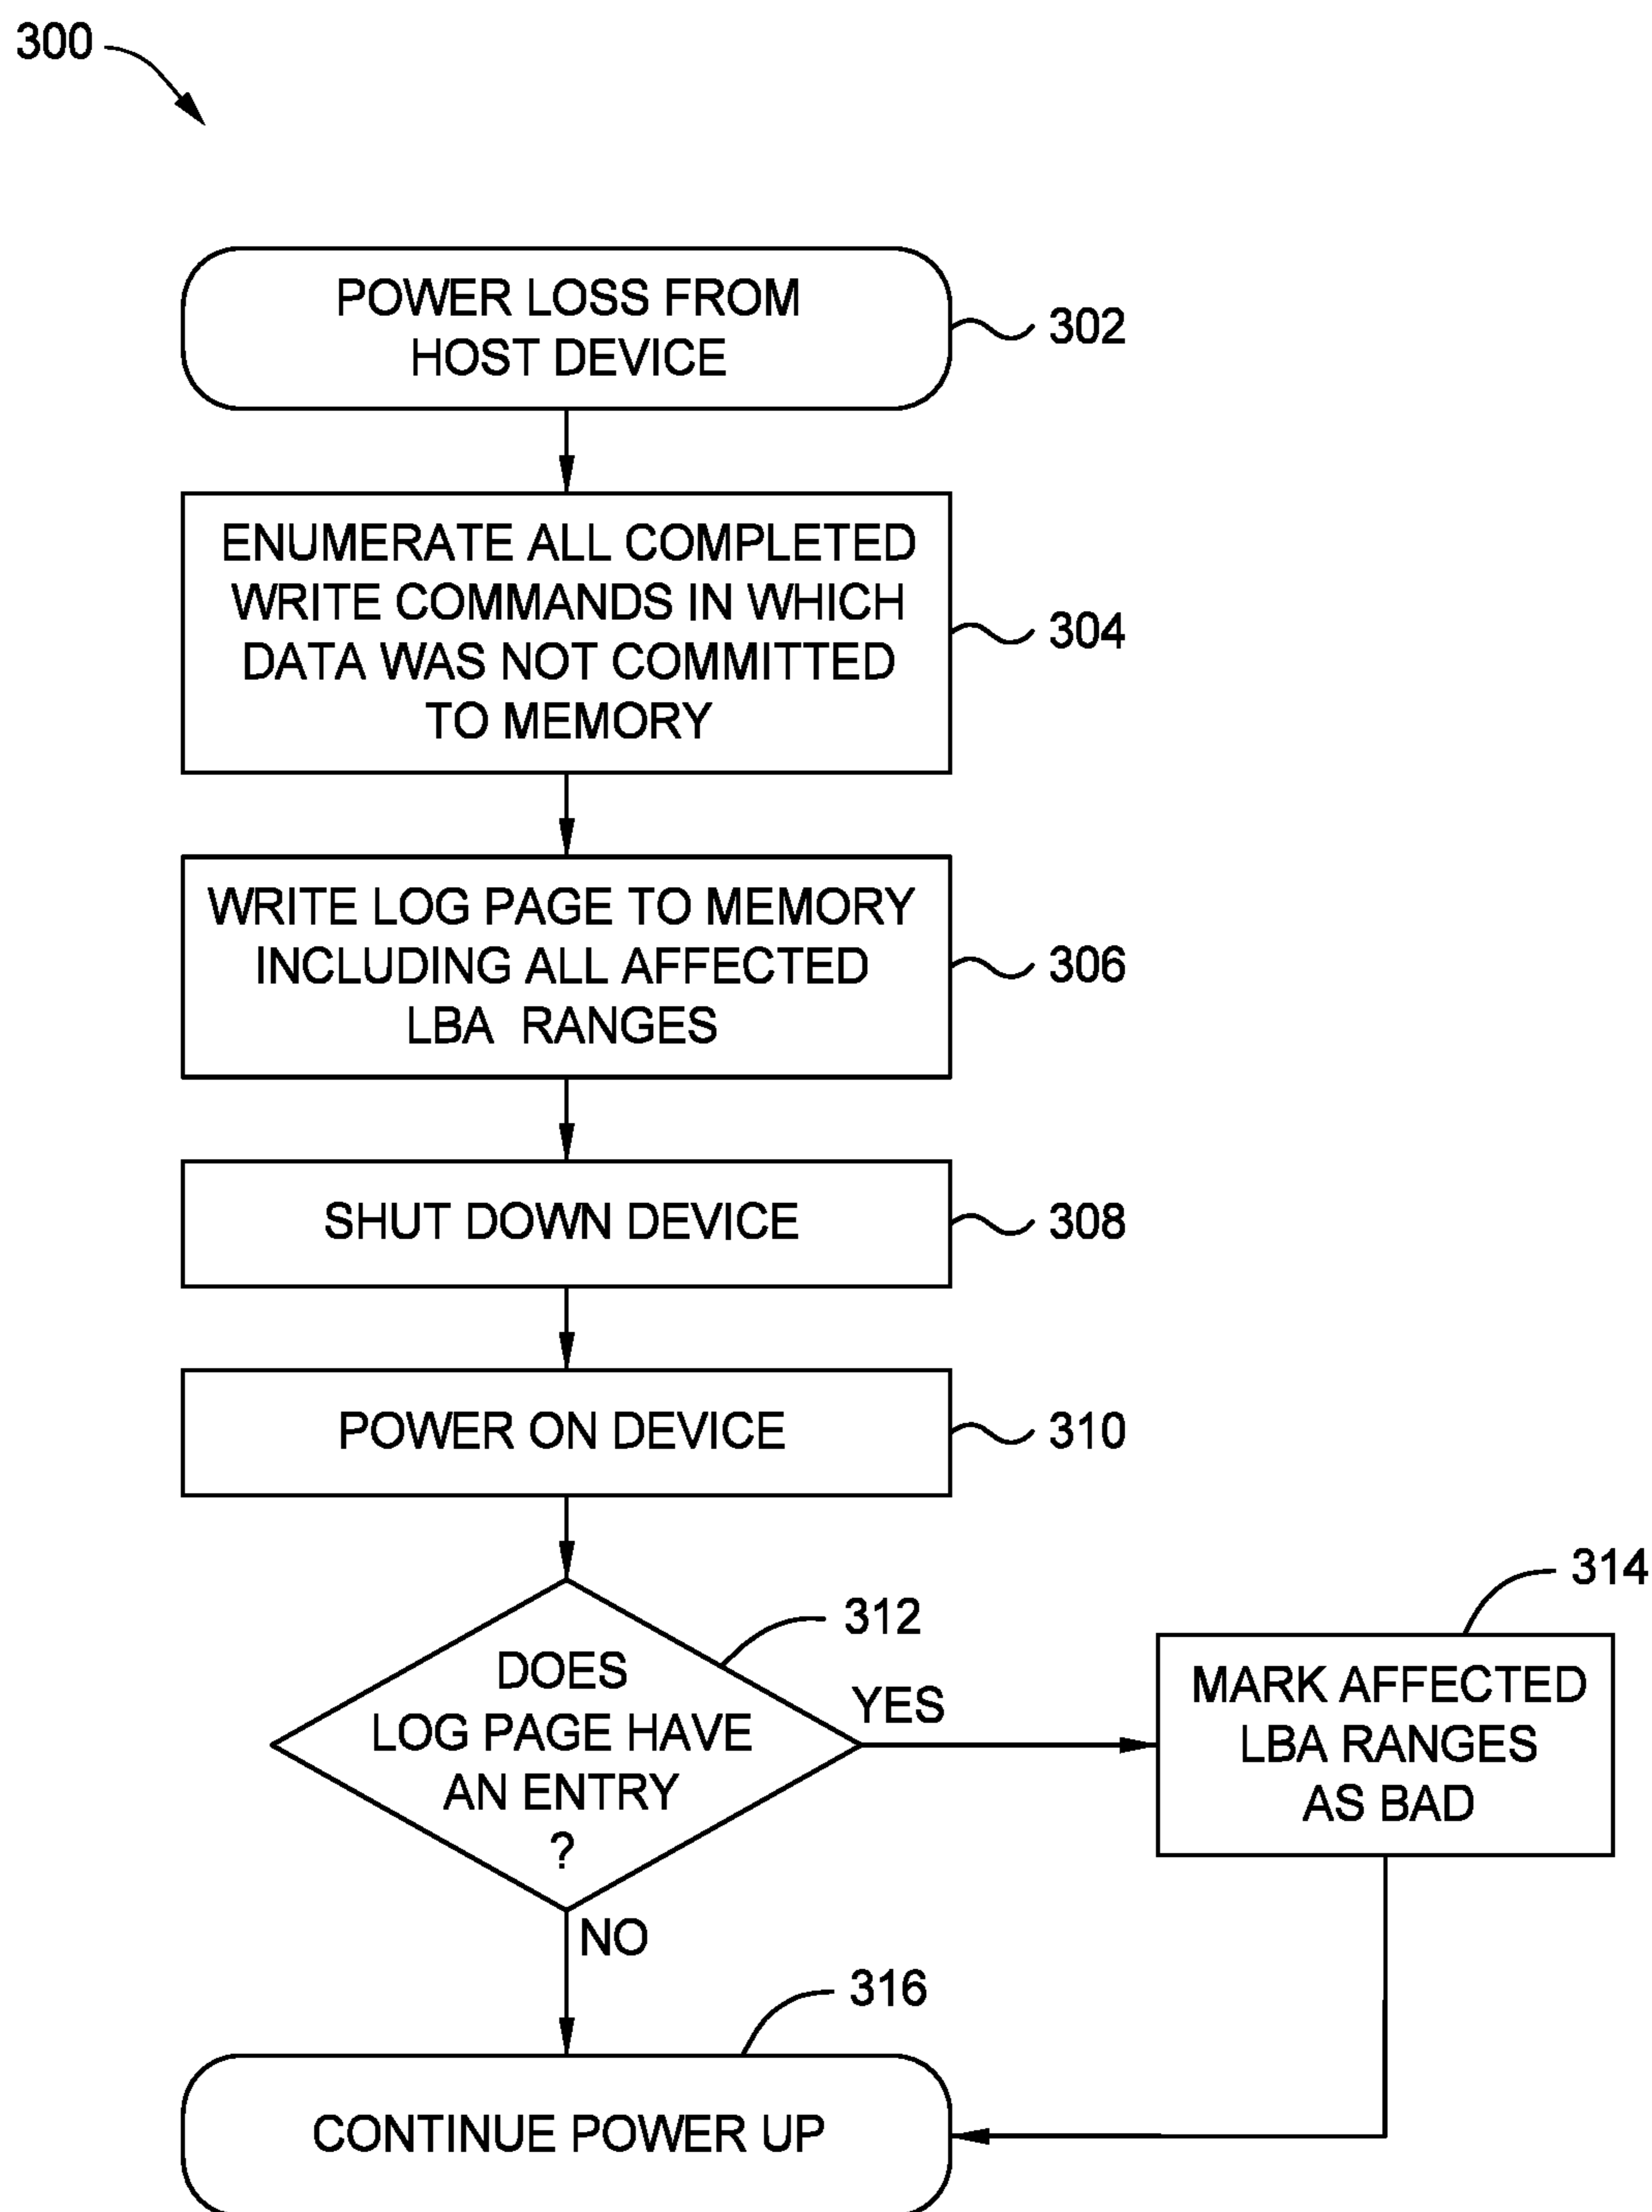 300
POWER LOSS FROM
HOST DEVICE
302
ENUMERATE ALL COMPLETED
WRITE COMMANDS IN WHICH
DATA WAS NOT COMMITTED
TO MEMORY
304
WRITE LOG PAGE TO MEMORY
INCLUDING ALL AFFECTED
LBA RANGES
306
SHUT DOWN DEVICE
308
POWER ON DEVICE
310
DOES
LOG PAGE HAVE
AN ENTRY
?
312
YES
MARK AFFECTED
LBA RANGES
AS BAD
314
NO
CONTINUE POWER UP
316